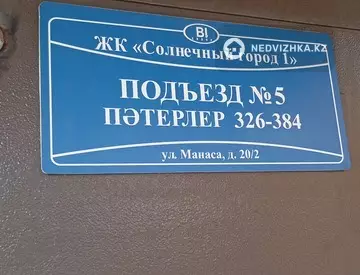 BI
NEDVIZHKA.KZ
ЖК «Солнечный город 1»
ПОДЪЕЗД №5
ПӘТЕРЛЕР 326-384
ул. Манаса, д. 20/2